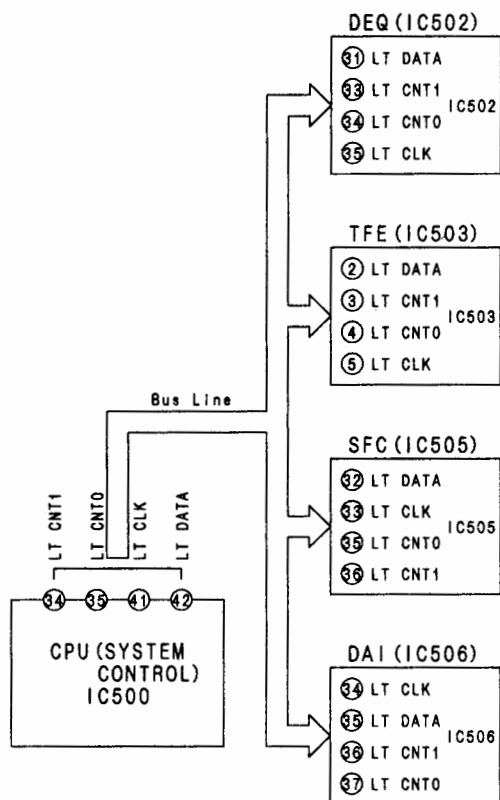 DEQ (IC502)
31 LT DATA
33 LT CNT1
34 LT CNT0
35 LT CLK
IC502
TFE (IC503)
2 LT DATA
3 LT CNT1
4 LT CNT0
5 LT CLK
IC503
Bus Line
SFC (IC505)
32 LT DATA
33 LT CLK
35 LT CNT0
36 LT CNT1
IC505
LT CNT1
LT CNT0
LT CLK
LT DATA
34 35 41 42
CPU (SYSTEM
CONTROL)
IC500
DAI (IC506)
34 LT CLK
35 LT DATA
36 LT CNT1
37 LT CNT0
IC506